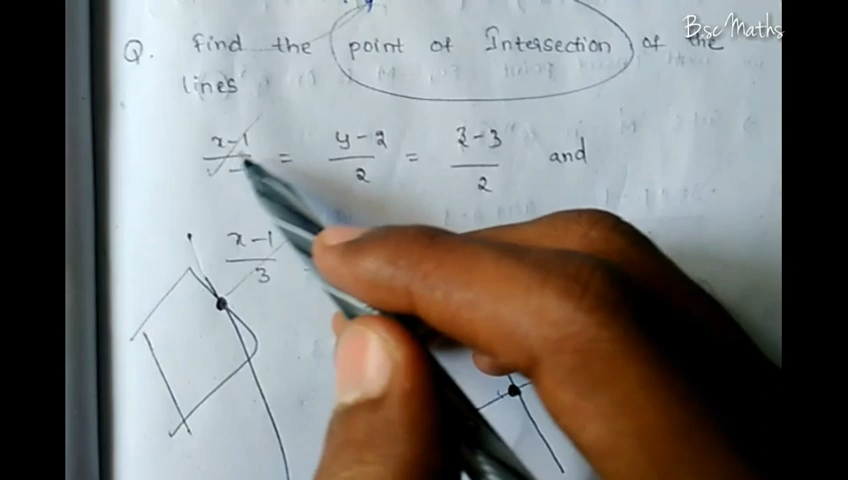 Bsc Maths
Q. Find the point of Intersection of the
lines
x-1 = y-2/2 = z-3/2 and
x-1/3